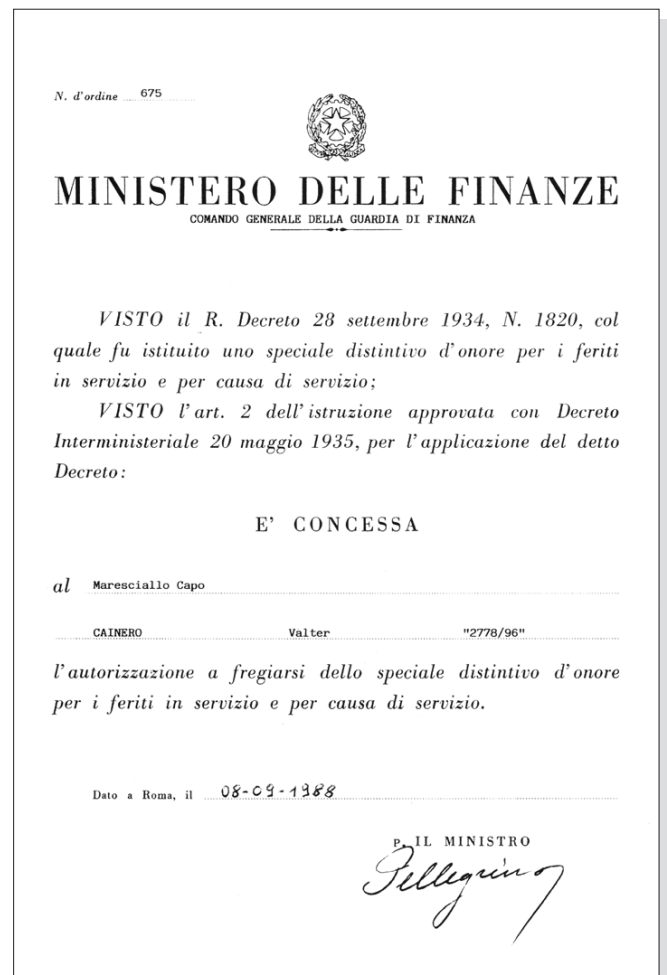 N. d'ordine 675
MINISTERO DELLE FINANZE
COMANDO GENERALE DELLA GUARDIA DI FINANZA
VISTO il R. Decreto 28 settembre 1934, N. 1820, col
quale fu istituito uno speciale distintivo d'onore per i feriti
in servizio e per causa di servizio;
VISTO l'art. 2 dell'istruzione approvata con Decreto
Interministeriale 20 maggio 1935, per l'applicazione del detto
Decreto:
E' CONCESSA
al Maresciallo Capo
CAINERO Valter "2778/96"
l'autorizzazione a fregiarsi dello speciale distintivo d'onore
per i feriti in servizio e per causa di servizio.
Dato a Roma, il 08-09-1988
P. IL MINISTRO
Pellegrino